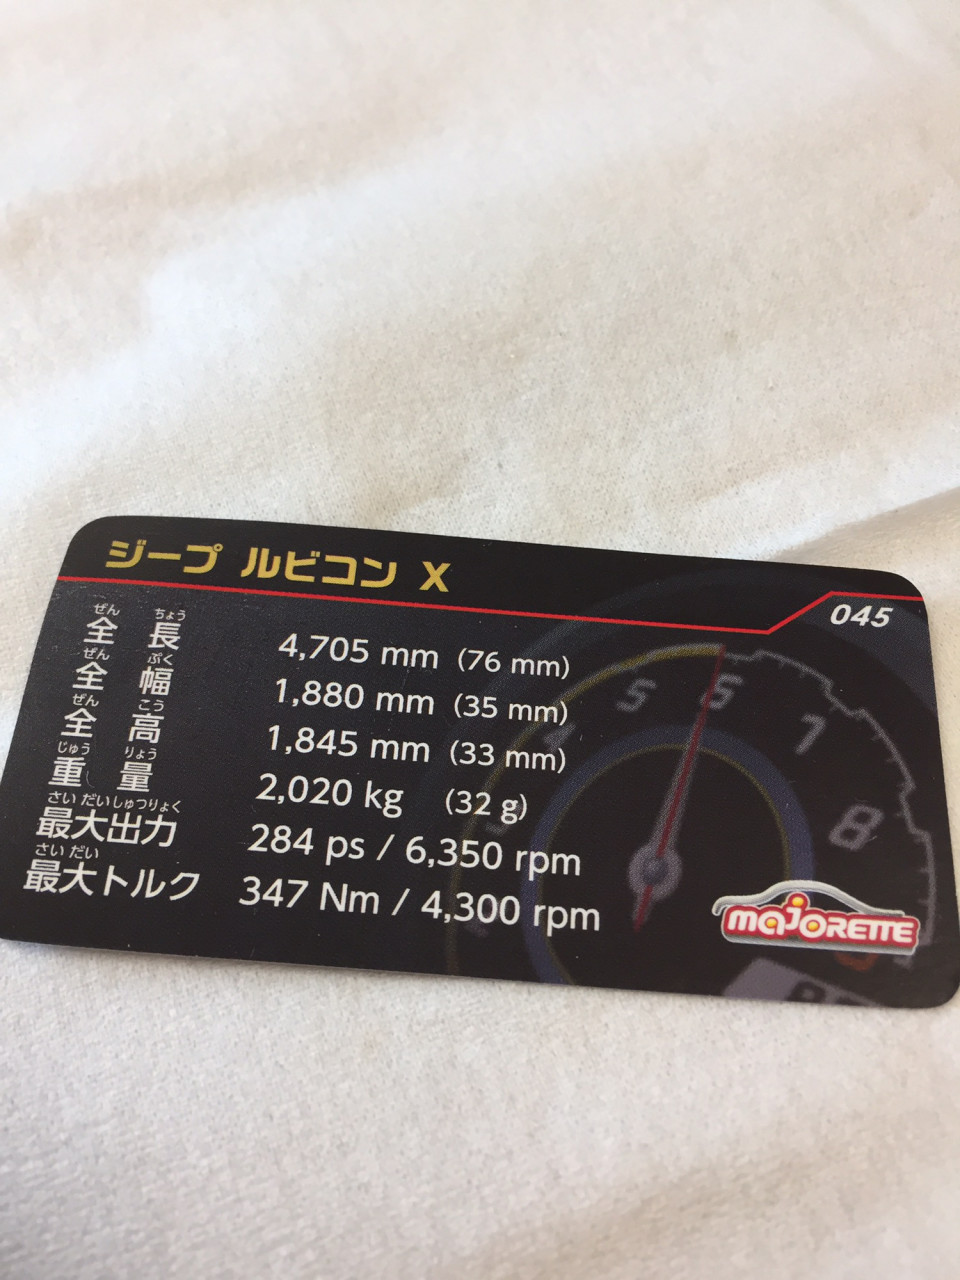 ジープ ルビコン X
045
ぜん ちょう
全 長 4,705 mm (76 mm)
ぜん ぷく
全 幅 1,880 mm (35 mm)
ぜん こう
全 高 1,845 mm (33 mm)
じゅう りょう
重 量 2,020 kg (32 g)
さい だい しゅつりょく
最大出力 284 ps / 6,350 rpm
さい だい
最大トルク 347 Nm / 4,300 rpm
5 6 7 8
majorette